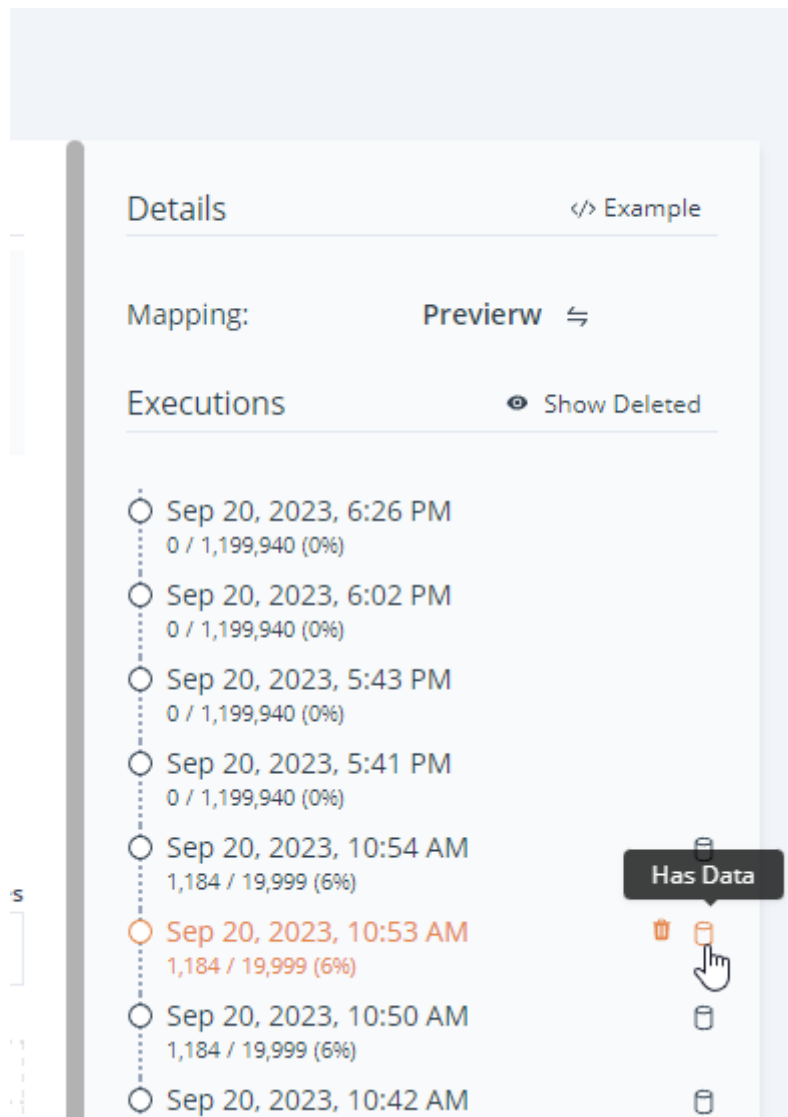 Details
</> Example
Mapping: Previerw
Executions
Show Deleted
Sep 20, 2023, 6:26 PM
0 / 1,199,940 (0%)
Sep 20, 2023, 6:02 PM
0 / 1,199,940 (0%)
Sep 20, 2023, 5:43 PM
0 / 1,199,940 (0%)
Sep 20, 2023, 5:41 PM
0 / 1,199,940 (0%)
Sep 20, 2023, 10:54 AM
1,184 / 19,999 (6%)
Has Data
s
Sep 20, 2023, 10:53 AM
1,184 / 19,999 (6%)
Sep 20, 2023, 10:50 AM
1,184 / 19,999 (6%)
Sep 20, 2023, 10:42 AM